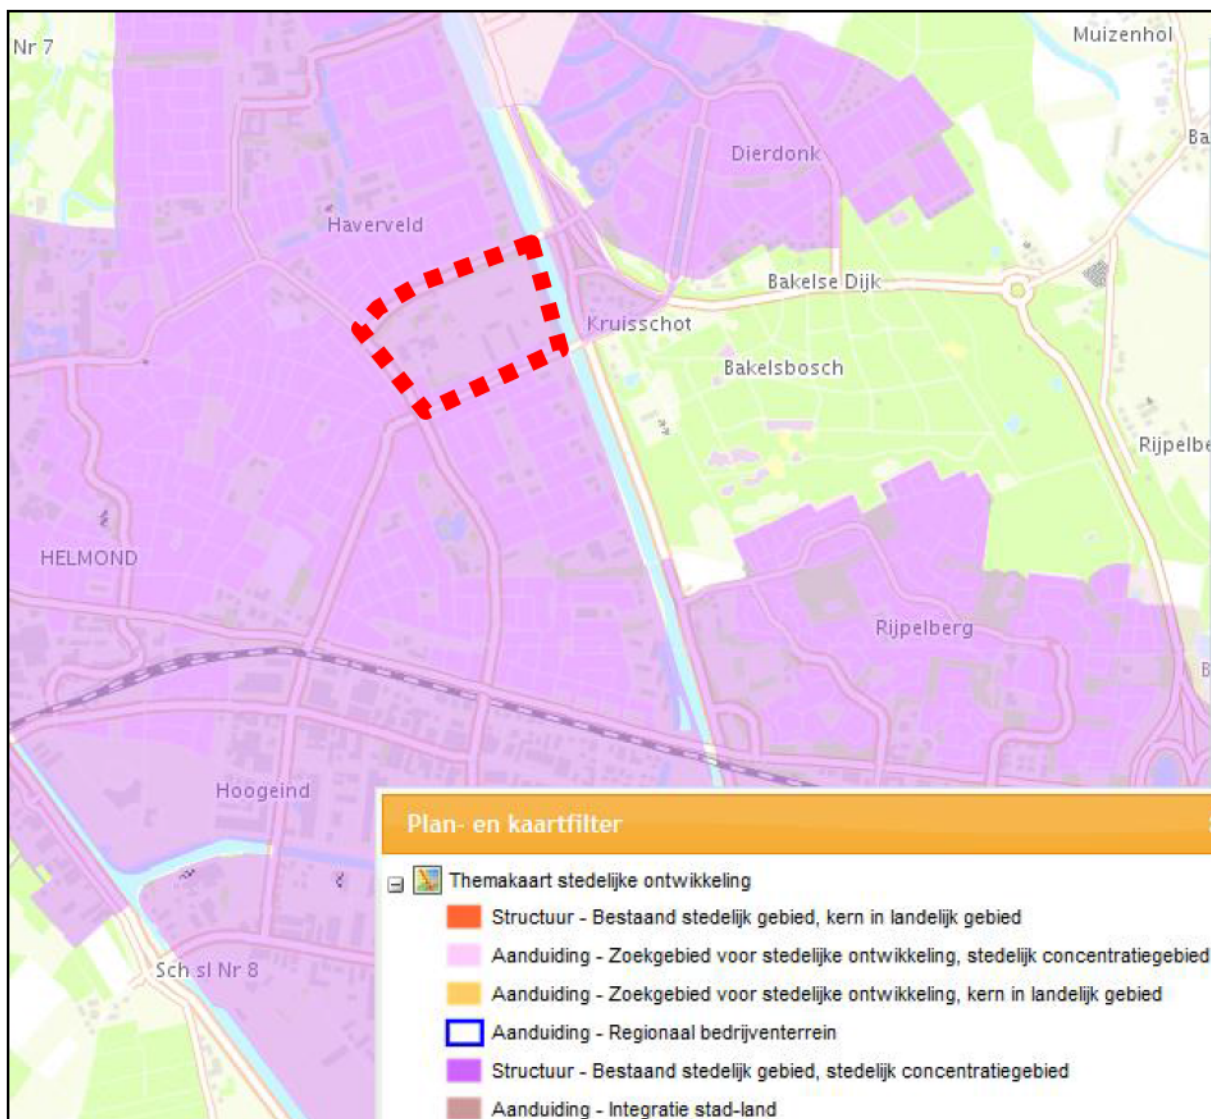 Nr 7
Muizenhol
Ba
Dierdonk
Haverveld
Bakelse Dijk
Kruisschot
Bakelsbosch
Rijpelbe
HELMOND
Rijpelberg
B
Hoogeind
Plan- en kaartfilter
Themakaart stedelijke ontwikkeling
Structuur - Bestaand stedelijk gebied, kern in landelijk gebied
Aanduiding - Zoekgebied voor stedelijke ontwikkeling, stedelijk concentratiegebied
Sch sl Nr 8
Aanduiding - Zoekgebied voor stedelijke ontwikkeling, kern in landelijk gebied
Aanduiding - Regionaal bedrijventerrein
Structuur - Bestaand stedelijk gebied, stedelijk concentratiegebied
Aanduiding - Integratie stad-land